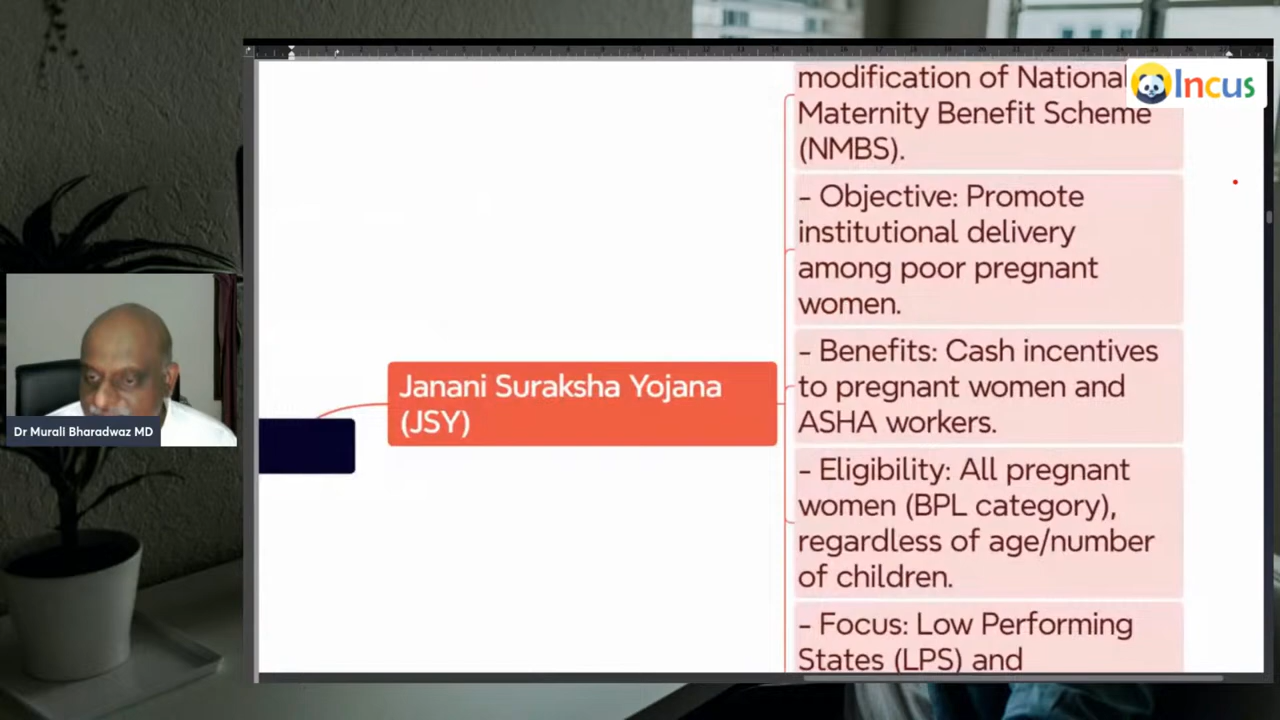 modification of National
Maternity Benefit Scheme
(NMBS).
Incus
- Objective: Promote
institutional delivery
among poor pregnant
women.
- Benefits: Cash incentives
to pregnant women and
ASHA workers.
Janani Suraksha Yojana
(JSY)
- Eligibility: All pregnant
women (BPL category),
regardless of age/number
of children.
- Focus: Low Performing
States (LPS) and
Dr Murali Bharadwaz MD